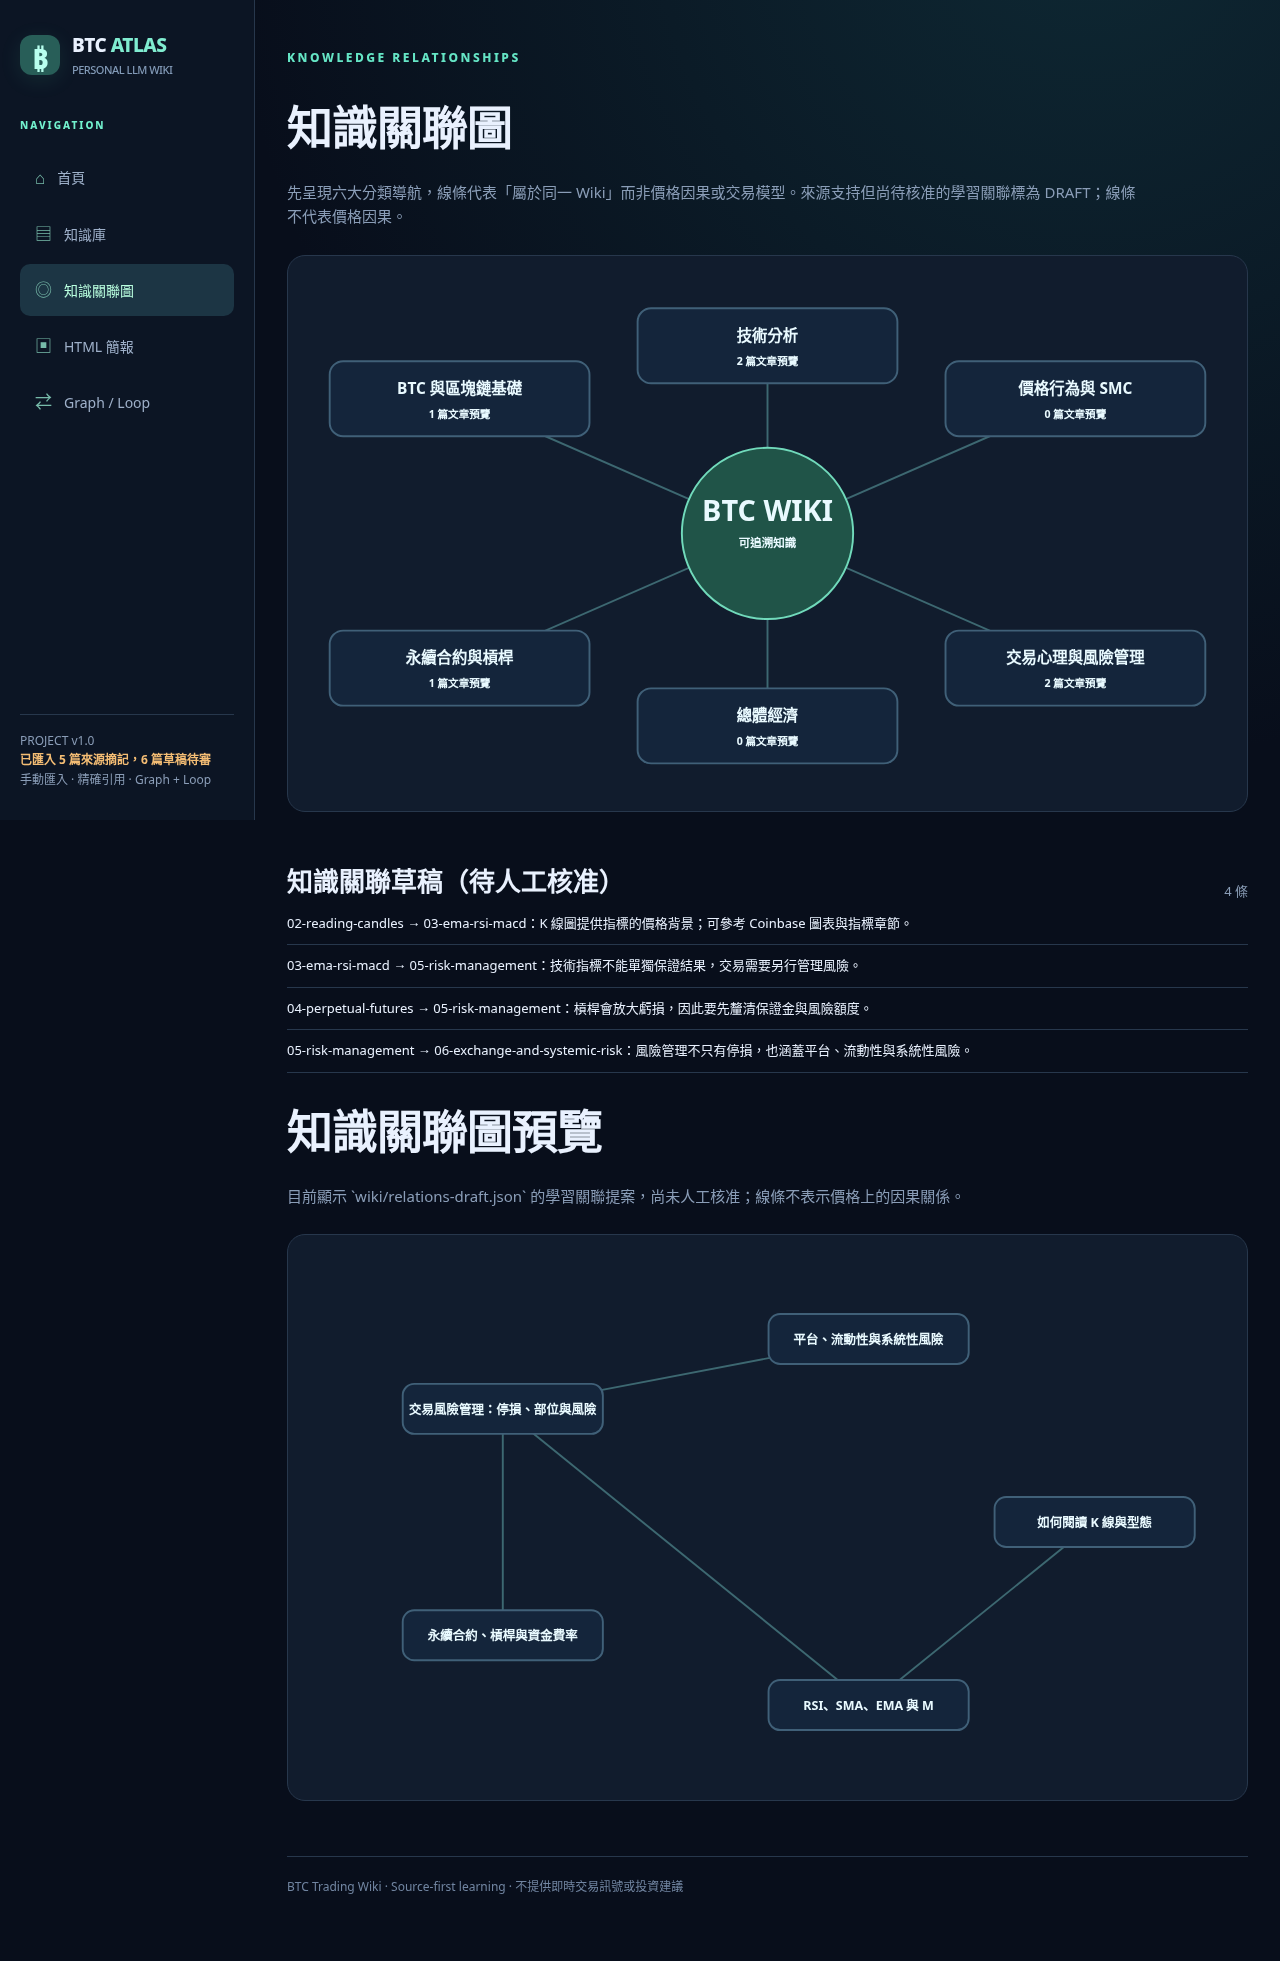 BTC ATLAS
PERSONAL LLM WIKI
NAVIGATION
首頁
知識庫
知識關聯圖
HTML 簡報
Graph / Loop
PROJECT v1.0
已匯入 5 篇來源摘記，6 篇草稿待審
手動匯入 · 精確引用 · Graph + Loop
KNOWLEDGE RELATIONSHIPS
知識關聯圖
先呈現六大分類導航，線條代表「屬於同一 Wiki」而非價格因果或交易模型。來源支持但尚待核准的學習關聯標為 DRAFT；線條
不代表價格因果。
技術分析
2 篇文章預覽
BTC 與區塊鏈基礎
1 篇文章預覽
價格行為與 SMC
0 篇文章預覽
BTC WIKI
可追溯知識
永續合約與槓桿
1 篇文章預覽
交易心理與風險管理
2 篇文章預覽
總體經濟
0 篇文章預覽
知識關聯草稿（待人工核准）
4 條
02-reading-candles → 03-ema-rsi-macd：K 線圖提供指標的價格背景；可參考 Coinbase 圖表與指標章節。
03-ema-rsi-macd → 05-risk-management：技術指標不能單獨保證結果，交易需要另行管理風險。
04-perpetual-futures → 05-risk-management：槓桿會放大虧損，因此要先釐清保證金與風險額度。
05-risk-management → 06-exchange-and-systemic-risk：風險管理不只有停損，也涵蓋平台、流動性與系統性風險。
知識關聯圖預覽
目前顯示 `wiki/relations-draft.json` 的學習關聯提案，尚未人工核准；線條不表示價格上的因果關係。
平台、流動性與系統性風險
交易風險管理：停損、部位與風險
如何閱讀 K 線與型態
永續合約、槓桿與資金費率
RSI、SMA、EMA 與 M
BTC Trading Wiki · Source-first learning · 不提供即時交易訊號或投資建議